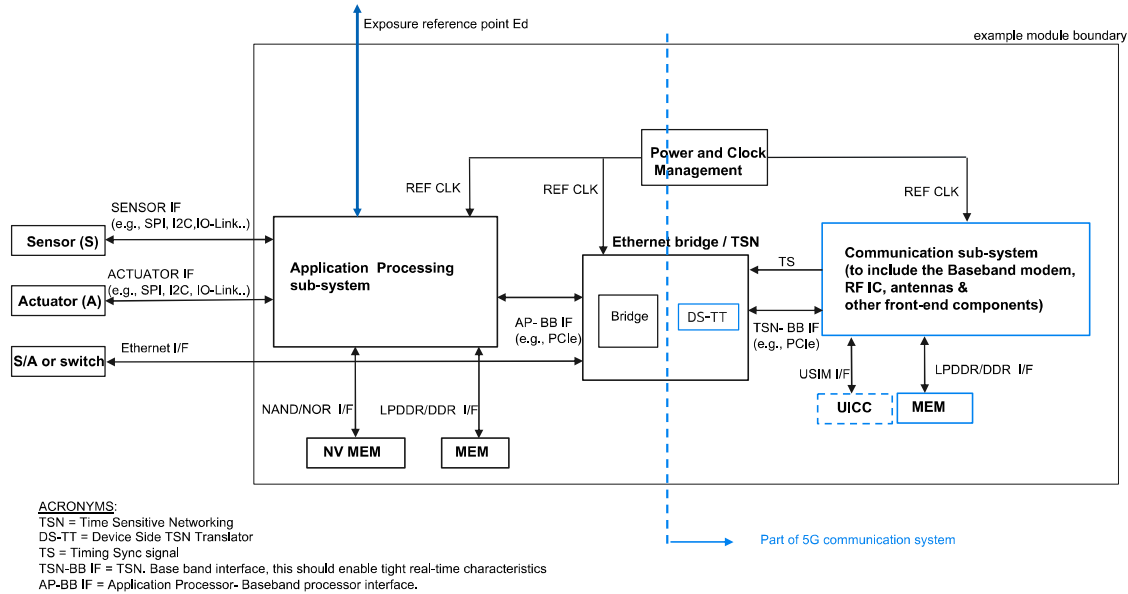 Exposure reference point Ed
example module boundary
Power and Clock
Management
REF CLK
REF CLK
REF CLK
SENSOR IF
(e.g., SPI, I2C,IO-Link..)
Sensor (S)
Ethernet bridge / TSN
Communication sub-system
(to include the Baseband modem,
RF IC, antennas &
other front-end components)
Application Processing
sub-system
TS
ACTUATOR IF
(e.g., SPI, I2C, IO-Link..)
Actuator (A)
Bridge
DS-TT
AP- BB IF
(e.g., PCIe)
TSN- BB IF
(e.g., PCIe)
Ethernet I/F
S/A or switch
USIM I/F
LPDDR/DDR I/F
NAND/NOR I/F
LPDDR/DDR I/F
UICC
MEM
NV MEM
MEM
ACRONYMS:
TSN = Time Sensitive Networking
DS-TT = Device Side TSN Translator
TS = Timing Sync signal
TSN-BB IF = TSN. Base band interface, this should enable tight real-time characteristics
AP-BB IF = Application Processor- Baseband processor interface.
Part of 5G communication system